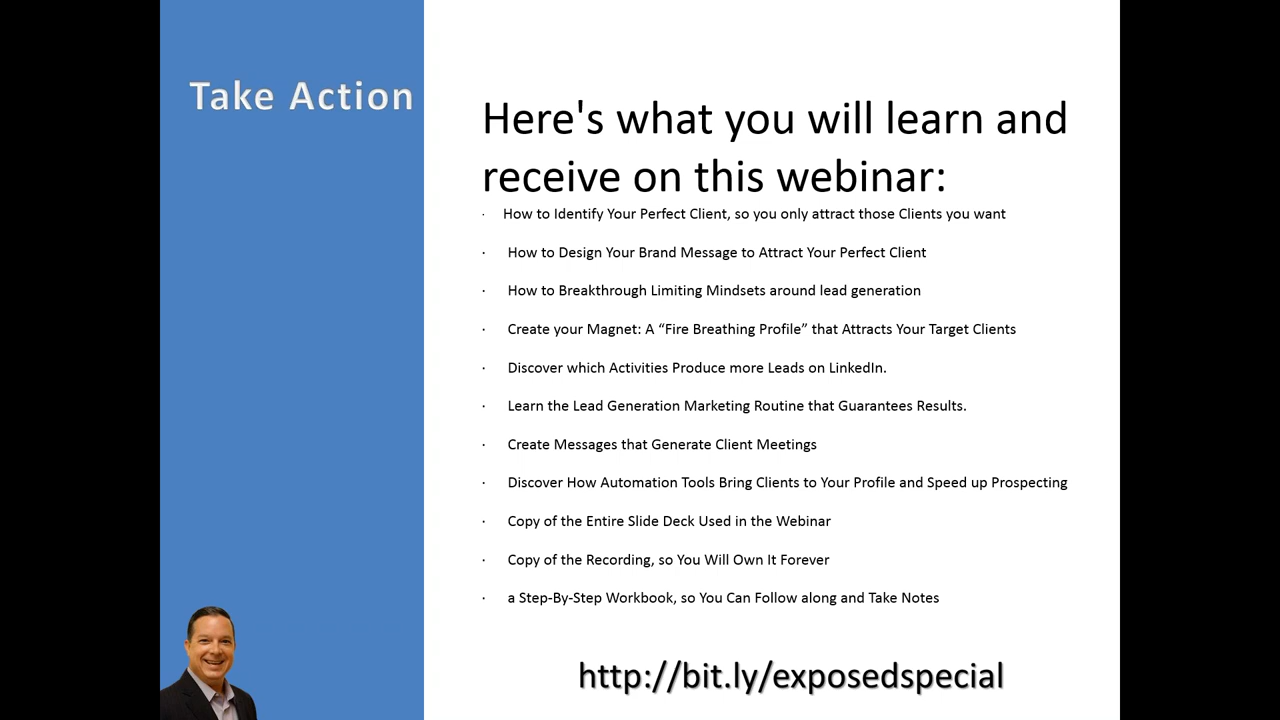 Take Action
Here's what you will learn and
receive on this webinar:
· How to Identify Your Perfect Client, so you only attract those Clients you want
· How to Design Your Brand Message to Attract Your Perfect Client
· How to Breakthrough Limiting Mindsets around lead generation
· Create your Magnet: A “Fire Breathing Profile” that Attracts Your Target Clients
· Discover which Activities Produce more Leads on LinkedIn.
· Learn the Lead Generation Marketing Routine that Guarantees Results.
· Create Messages that Generate Client Meetings
· Discover How Automation Tools Bring Clients to Your Profile and Speed up Prospecting
· Copy of the Entire Slide Deck Used in the Webinar
· Copy of the Recording, so You Will Own It Forever
· a Step-By-Step Workbook, so You Can Follow along and Take Notes
http://bit.ly/exposedspecial